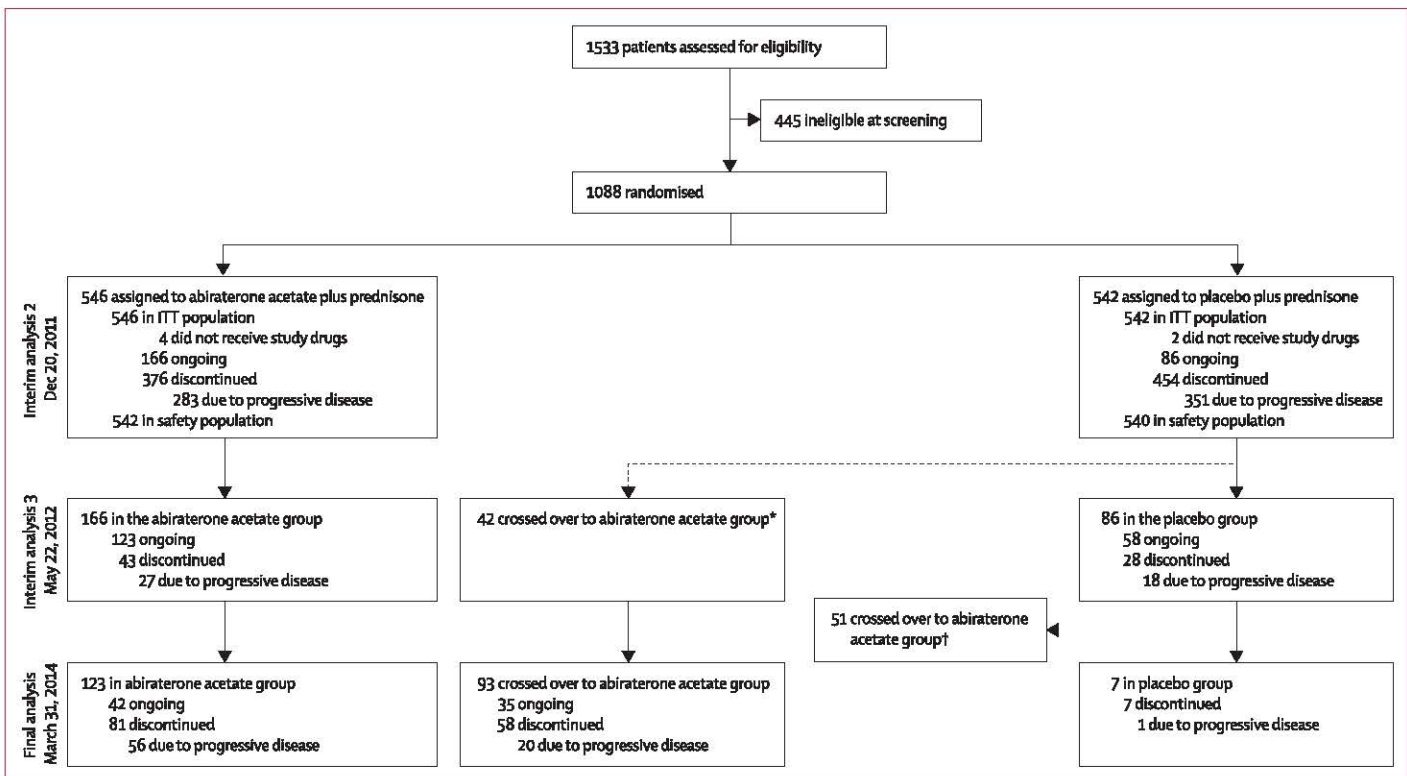 1533 patients assessed for eligibility
445 ineligible at screening
1088 randomised
Interim analysis 2
Dec 20, 2011
546 assigned to abiraterone acetate plus prednisone
546 in ITT population
4 did not receive study drugs
166 ongoing
376 discontinued
283 due to progressive disease
542 in safety population
542 assigned to placebo plus prednisone
542 in ITT population
2 did not receive study drugs
86 ongoing
454 discontinued
351 due to progressive disease
540 in safety population
Interim analysis 3
May 22, 2012
166 in the abiraterone acetate group
123 ongoing
43 discontinued
27 due to progressive disease
42 crossed over to abiraterone acetate group*
86 in the placebo group
58 ongoing
28 discontinued
18 due to progressive disease
51 crossed over to abiraterone
acetate group†
Final analysis
March 31, 2014
123 in abiraterone acetate group
42 ongoing
81 discontinued
56 due to progressive disease
93 crossed over to abiraterone acetate group
35 ongoing
58 discontinued
20 due to progressive disease
7 in placebo group
7 discontinued
1 due to progressive disease